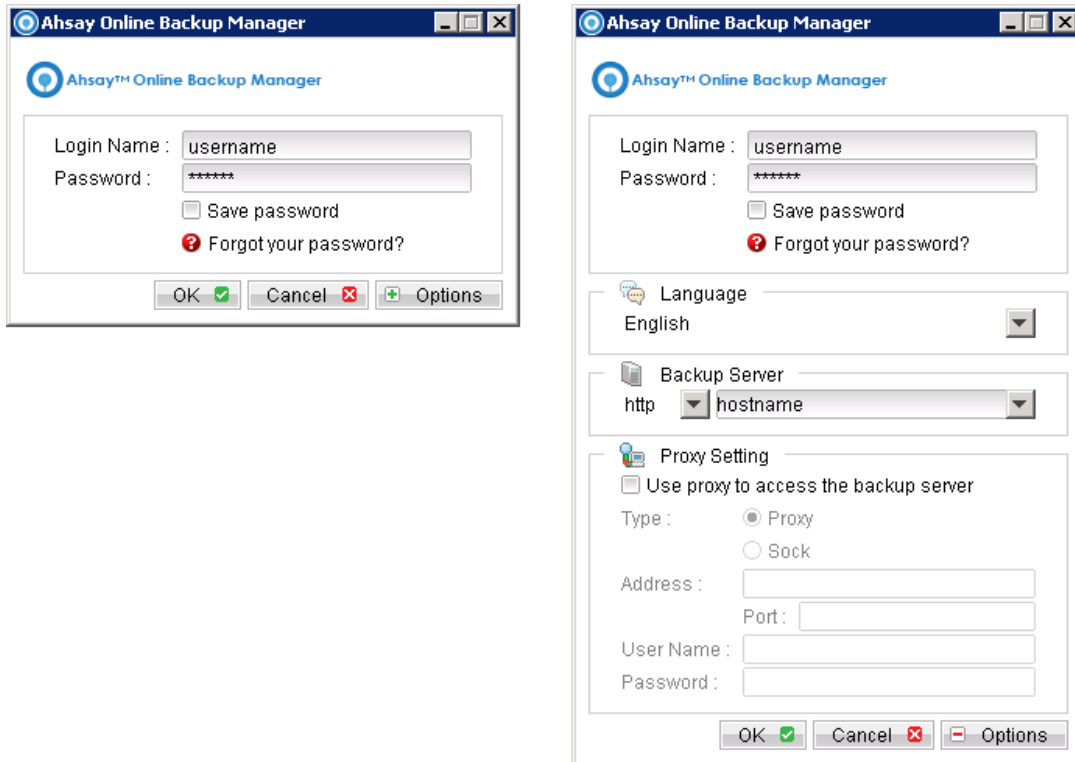 Ahsay Online Backup Manager
Ahsay™ Online Backup Manager
Login Name : username
Password : ******
Save password
Forgot your password?
OK Cancel Options
Ahsay Online Backup Manager
Ahsay™ Online Backup Manager
Login Name : username
Password : ******
Save password
Forgot your password?
Language
English
Backup Server
http hostname
Proxy Setting
Use proxy to access the backup server
Type : Proxy
Sock
Address :
Port :
User Name :
Password :
OK Cancel Options